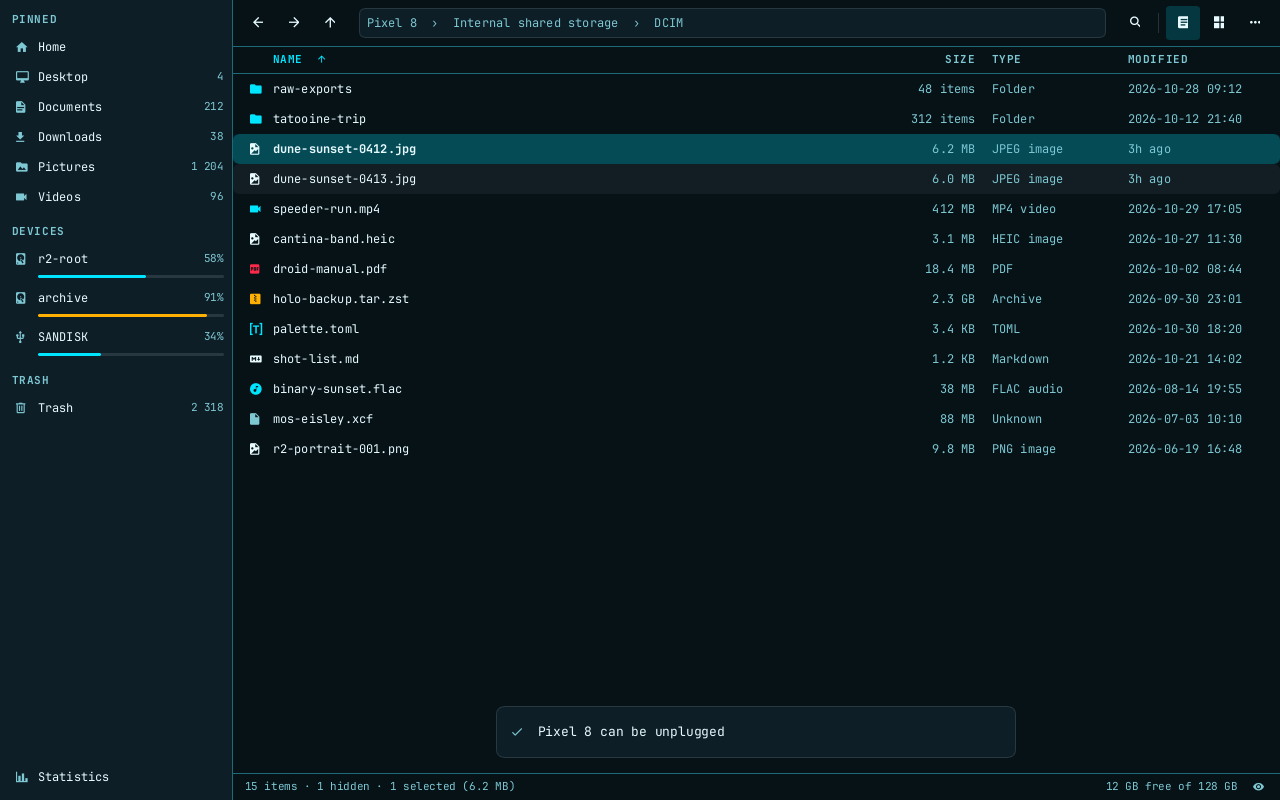 PINNED
Home
Desktop 4
Documents 212
Downloads 38
Pictures 1 204
Videos 96
DEVICES
r2-root 58%
archive 91%
SANDISK 34%
TRASH
Trash 2 318
Statistics
Pixel 8 › Internal shared storage › DCIM
NAME ↑ SIZE TYPE MODIFIED
raw-exports 48 items Folder 2026-10-28 09:12
tatooine-trip 312 items Folder 2026-10-12 21:40
dune-sunset-0412.jpg 6.2 MB JPEG image 3h ago
dune-sunset-0413.jpg 6.0 MB JPEG image 3h ago
speeder-run.mp4 412 MB MP4 video 2026-10-29 17:05
cantina-band.heic 3.1 MB HEIC image 2026-10-27 11:30
droid-manual.pdf 18.4 MB PDF 2026-10-02 08:44
holo-backup.tar.zst 2.3 GB Archive 2026-09-30 23:01
palette.toml 3.4 KB TOML 2026-10-30 18:20
shot-list.md 1.2 KB Markdown 2026-10-21 14:02
binary-sunset.flac 38 MB FLAC audio 2026-08-14 19:55
mos-eisley.xcf 88 MB Unknown 2026-07-03 10:10
r2-portrait-001.png 9.8 MB PNG image 2026-06-19 16:48
Pixel 8 can be unplugged
15 items · 1 hidden · 1 selected (6.2 MB) 12 GB free of 128 GB